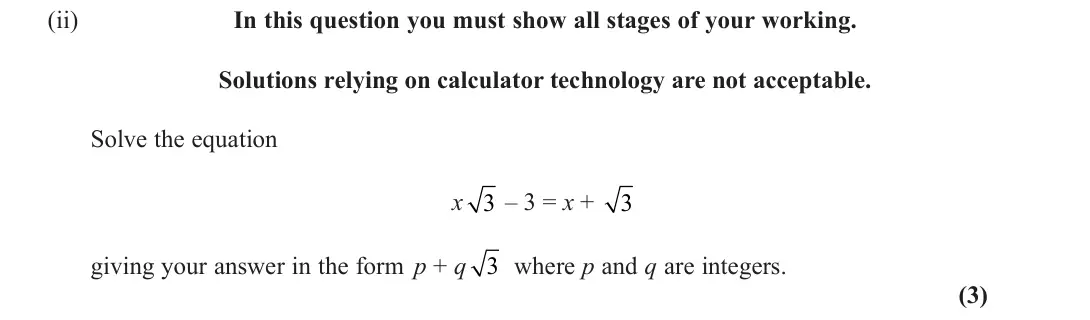 (ii) In this question you must show all stages of your working.
Solutions relying on calculator technology are not acceptable.
Solve the equation
x√3 – 3 = x + √3
giving your answer in the form p + q√3 where p and q are integers.
(3)